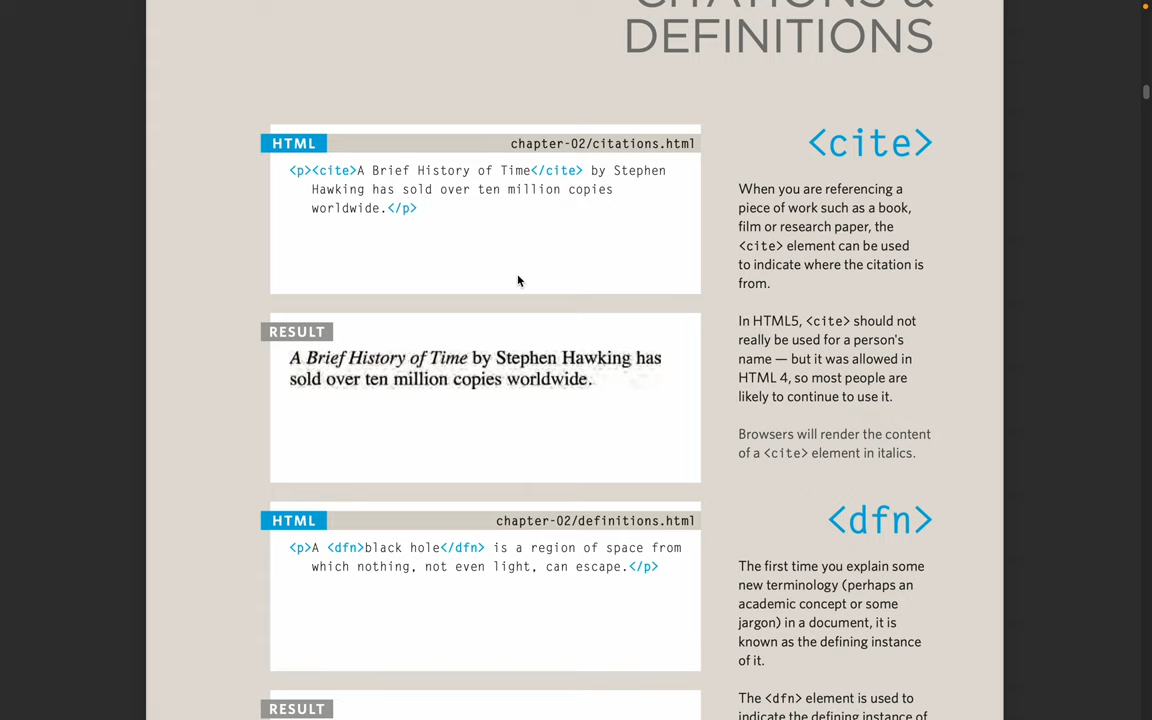 CITATIONS &
DEFINITIONS
HTML
chapter-02/citations.html
<p><cite>A Brief History of Time</cite> by Stephen
Hawking has sold over ten million copies
worldwide.</p>
RESULT
A Brief History of Time by Stephen Hawking has
sold over ten million copies worldwide.
<cite>
When you are referencing a
piece of work such as a book,
film or research paper, the
<cite> element can be used
to indicate where the citation is
from.
In HTML5, <cite> should not
really be used for a person's
name — but it was allowed in
HTML 4, so most people are
likely to continue to use it.
Browsers will render the content
of a <cite> element in italics.
HTML
chapter-02/definitions.html
<p>A <dfn>black hole</dfn> is a region of space from
which nothing, not even light, can escape.</p>
RESULT
<dfn>
The first time you explain some
new terminology (perhaps an
academic concept or some
jargon) in a document, it is
known as the defining instance
of it.
The <dfn> element is used to
indicate the defining instance of